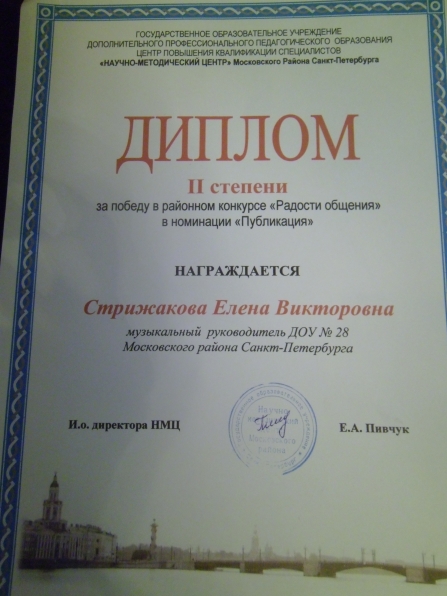 ГОСУДАРСТВЕННОЕ ОБРАЗОВАТЕЛЬНОЕ УЧРЕЖДЕНИЕ
ДОПОЛНИТЕЛЬНОГО ПРОФЕССИОНАЛЬНОГО ПЕДАГОГИЧЕСКОГО ОБРАЗОВАНИЯ
ЦЕНТР ПОВЫШЕНИЯ КВАЛИФИКАЦИИ СПЕЦИАЛИСТОВ
«НАУЧНО-МЕТОДИЧЕСКИЙ ЦЕНТР» Московского Района Санкт-Петербурга
ДИПЛОМ
II степени
за победу в районном конкурсе «Радости общения»
в номинации «Публикация»
НАГРАЖДАЕТСЯ
Стрижакова Елена Викторовна
музыкальный руководитель ДОУ № 28
Московского района Санкт-Петербурга
И.о. директора НМЦ
Е.А. Пивчук